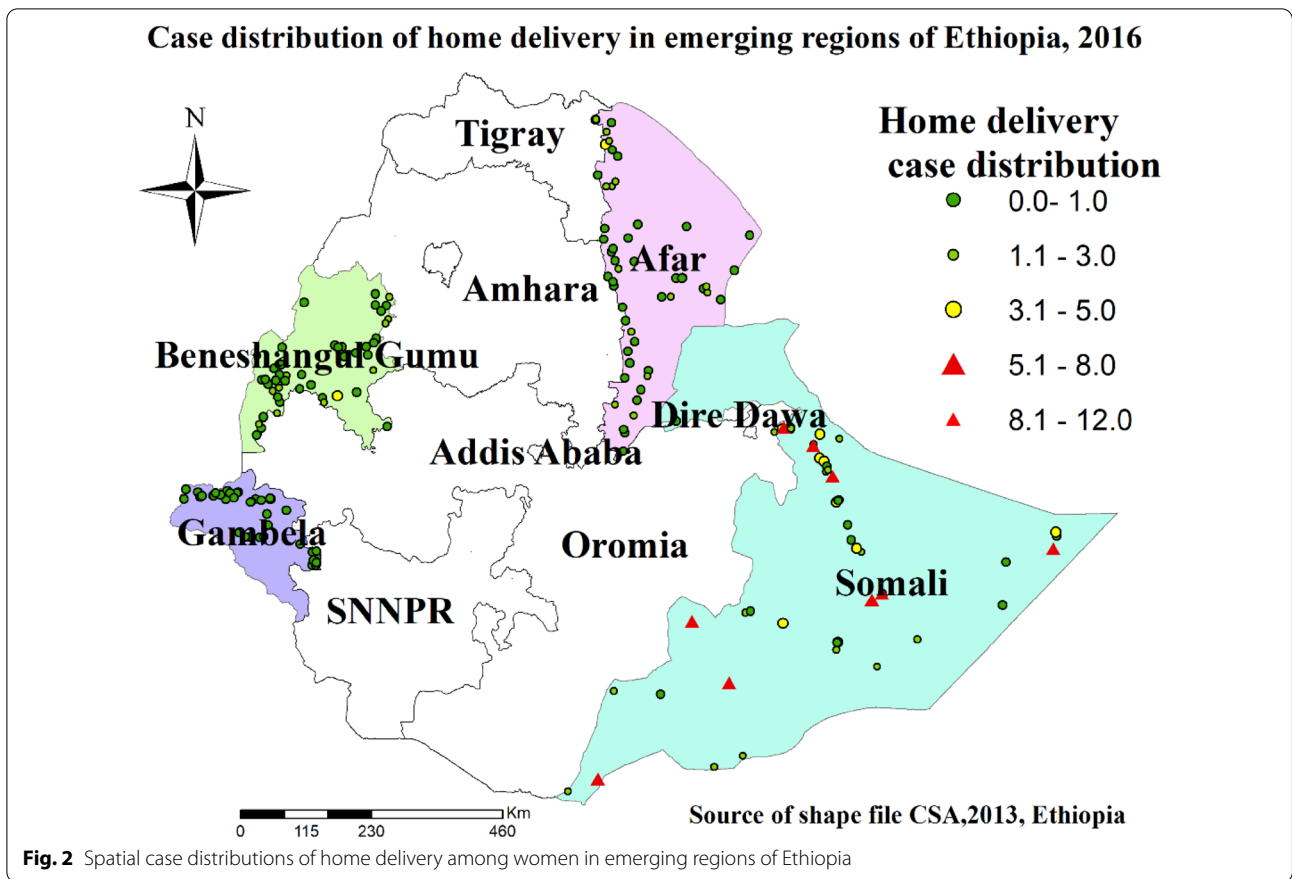 Case distribution of home delivery in emerging regions of Ethiopia, 2016
N
Tigray
Afar
Amhara
Beneshangul Gumu
Dire Dawa
Addis Ababa
Gambela
Oromia
Somali
SNNPR
Home delivery
case distribution
0.0- 1.0
1.1 - 3.0
3.1 - 5.0
5.1 - 8.0
8.1 - 12.0
Km
0 115 230 460
Source of shape file CSA,2013, Ethiopia
Fig. 2 Spatial case distributions of home delivery among women in emerging regions of Ethiopia